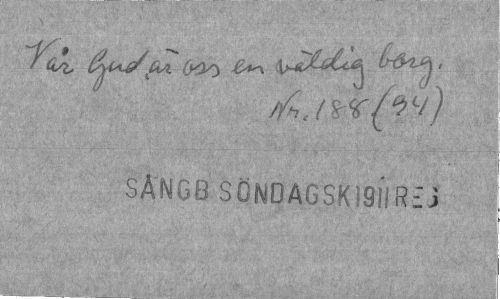 Vår Gud är oss en väldig borg.
Nr. 188 (94)
SÅNGB SÖNDAGSK 1911 REG